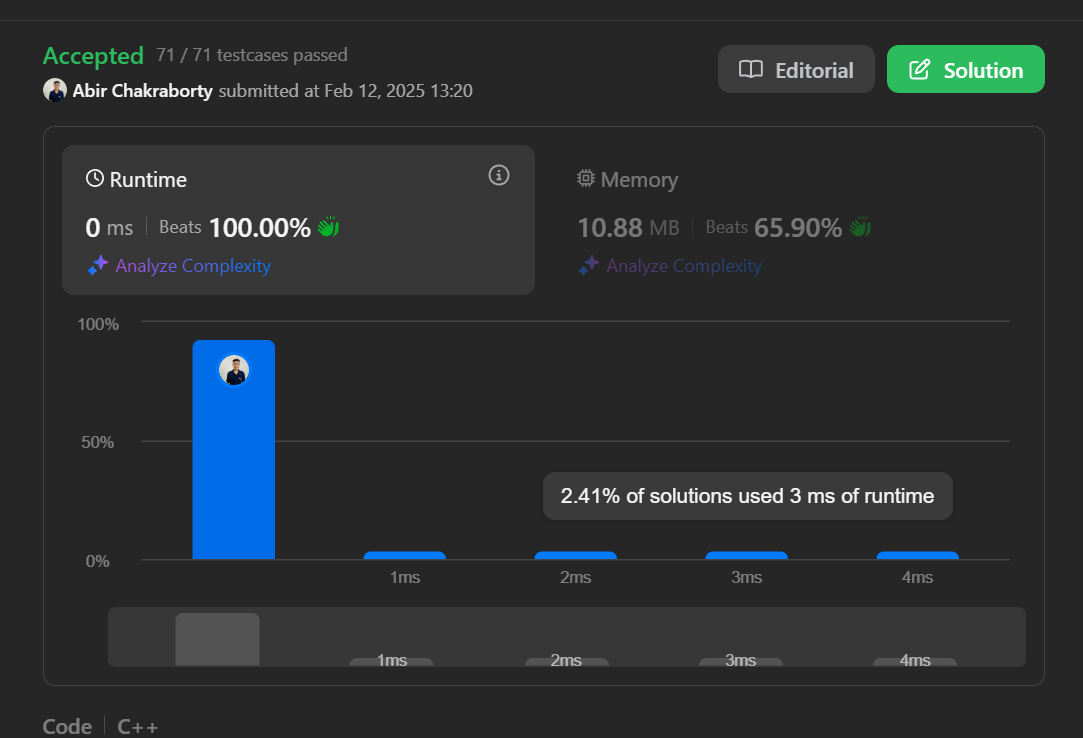 Accepted 71 / 71 testcases passed
Editorial
Solution
Abir Chakraborty submitted at Feb 12, 2025 13:20
Runtime
0 ms | Beats 100.00%
Analyze Complexity
Memory
10.88 MB | Beats 65.90%
Analyze Complexity
100%
50%
0%
2.41% of solutions used 3 ms of runtime
1ms 2ms 3ms 4ms
1ms 2ms 3ms 4ms
Code | C++